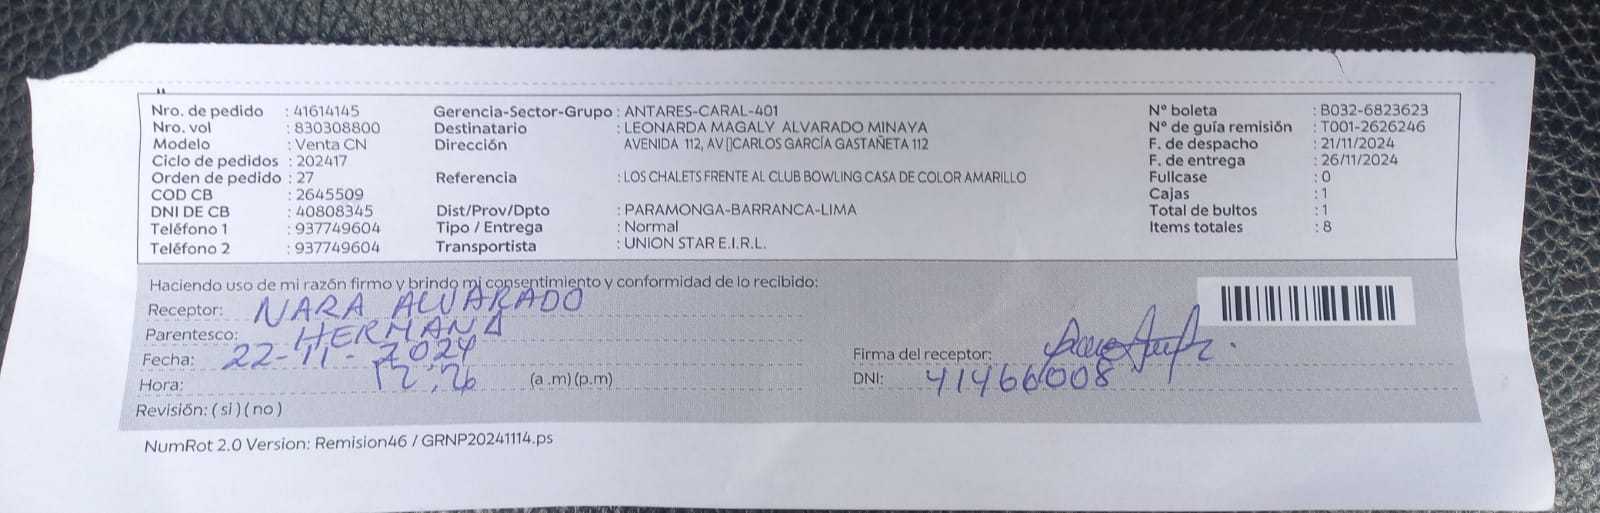 Nro. de pedido : 41614145 Gerencia-Sector-Grupo : ANTARES-CARAL-401 N° boleta : B032-6823623
Nro. vol : 830308800 Destinatario : LEONARDA MAGALY ALVARADO MINAYA N° de guía remisión : T001-2626246
Modelo : Venta CN Dirección AVENIDA 112, AV []CARLOS GARCÍA GASTAÑETA 112 F. de despacho : 21/11/2024
Ciclo de pedidos : 202417 F. de entrega : 26/11/2024
Orden de pedido : 27 Referencia : LOS CHALETS FRENTE AL CLUB BOWLING CASA DE COLOR AMARILLO Fullcase : 0
COD CB : 2645509 Cajas : 1
DNI DE CB : 40808345 Dist/Prov/Dpto : PARAMONGA-BARRANCA-LIMA Total de bultos : 1
Teléfono 1 : 937749604 Tipo / Entrega : Normal Items totales : 8
Teléfono 2 : 937749604 Transportista : UNION STAR E.I.R.L.
Haciendo uso de mi razón firmo y brindo mi consentimiento y conformidad de lo recibido:
Receptor: NARA ALVARADO
Parentesco: HERMANA
Fecha: 22-11-2024 Firma del receptor:
Hora: 12:26 (a .m) (p.m) DNI: 41466008
Revisión: ( si ) ( no )
NumRot 2.0 Version: Remision46 / GRNP20241114.ps